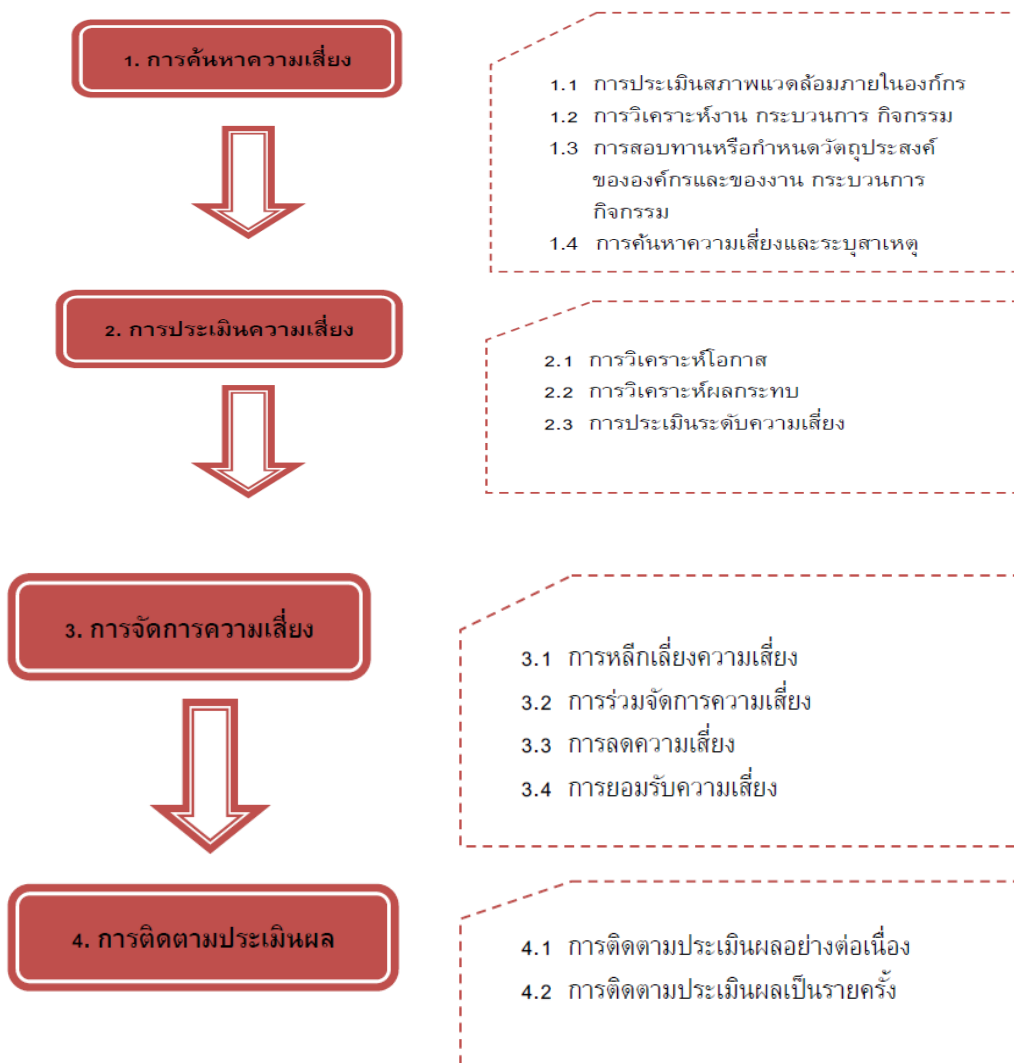 1. การค้นหาความเสี่ยง
1.1 การประเมินสภาพแวดล้อมภายในองก์กร
1.2 การวิเคราะห์งาน กระบวนการ กิจกรรม
1.3 การสอบทานหรือกำหนดวัตถุประสงค์
ขององค์กรและของงาน กระบวนการ
กิจกรรม
1.4 การค้นหาความเสี่ยงและระบุสาเหตุ
2. การประเมินความเสี่ยง
2.1 การวิเคราะห์โอกาส
2.2 การวิเคราะห์ผลกระทบ
2.3 การประเมินระดับความเสี่ยง
3. การจัดการความเสี่ยง
3.1 การหลีกเลี่ยงความเสี่ยง
3.2 การร่วมจัดการความเสี่ยง
3.3 การลดความเสี่ยง
3.4 การยอมรับความเสี่ยง
4. การติดตามประเมินผล
4.1 การติดตามประเมินผลอย่างต่อเนื่อง
4.2 การติดตามประเมินผลเป็นรายครั้ง